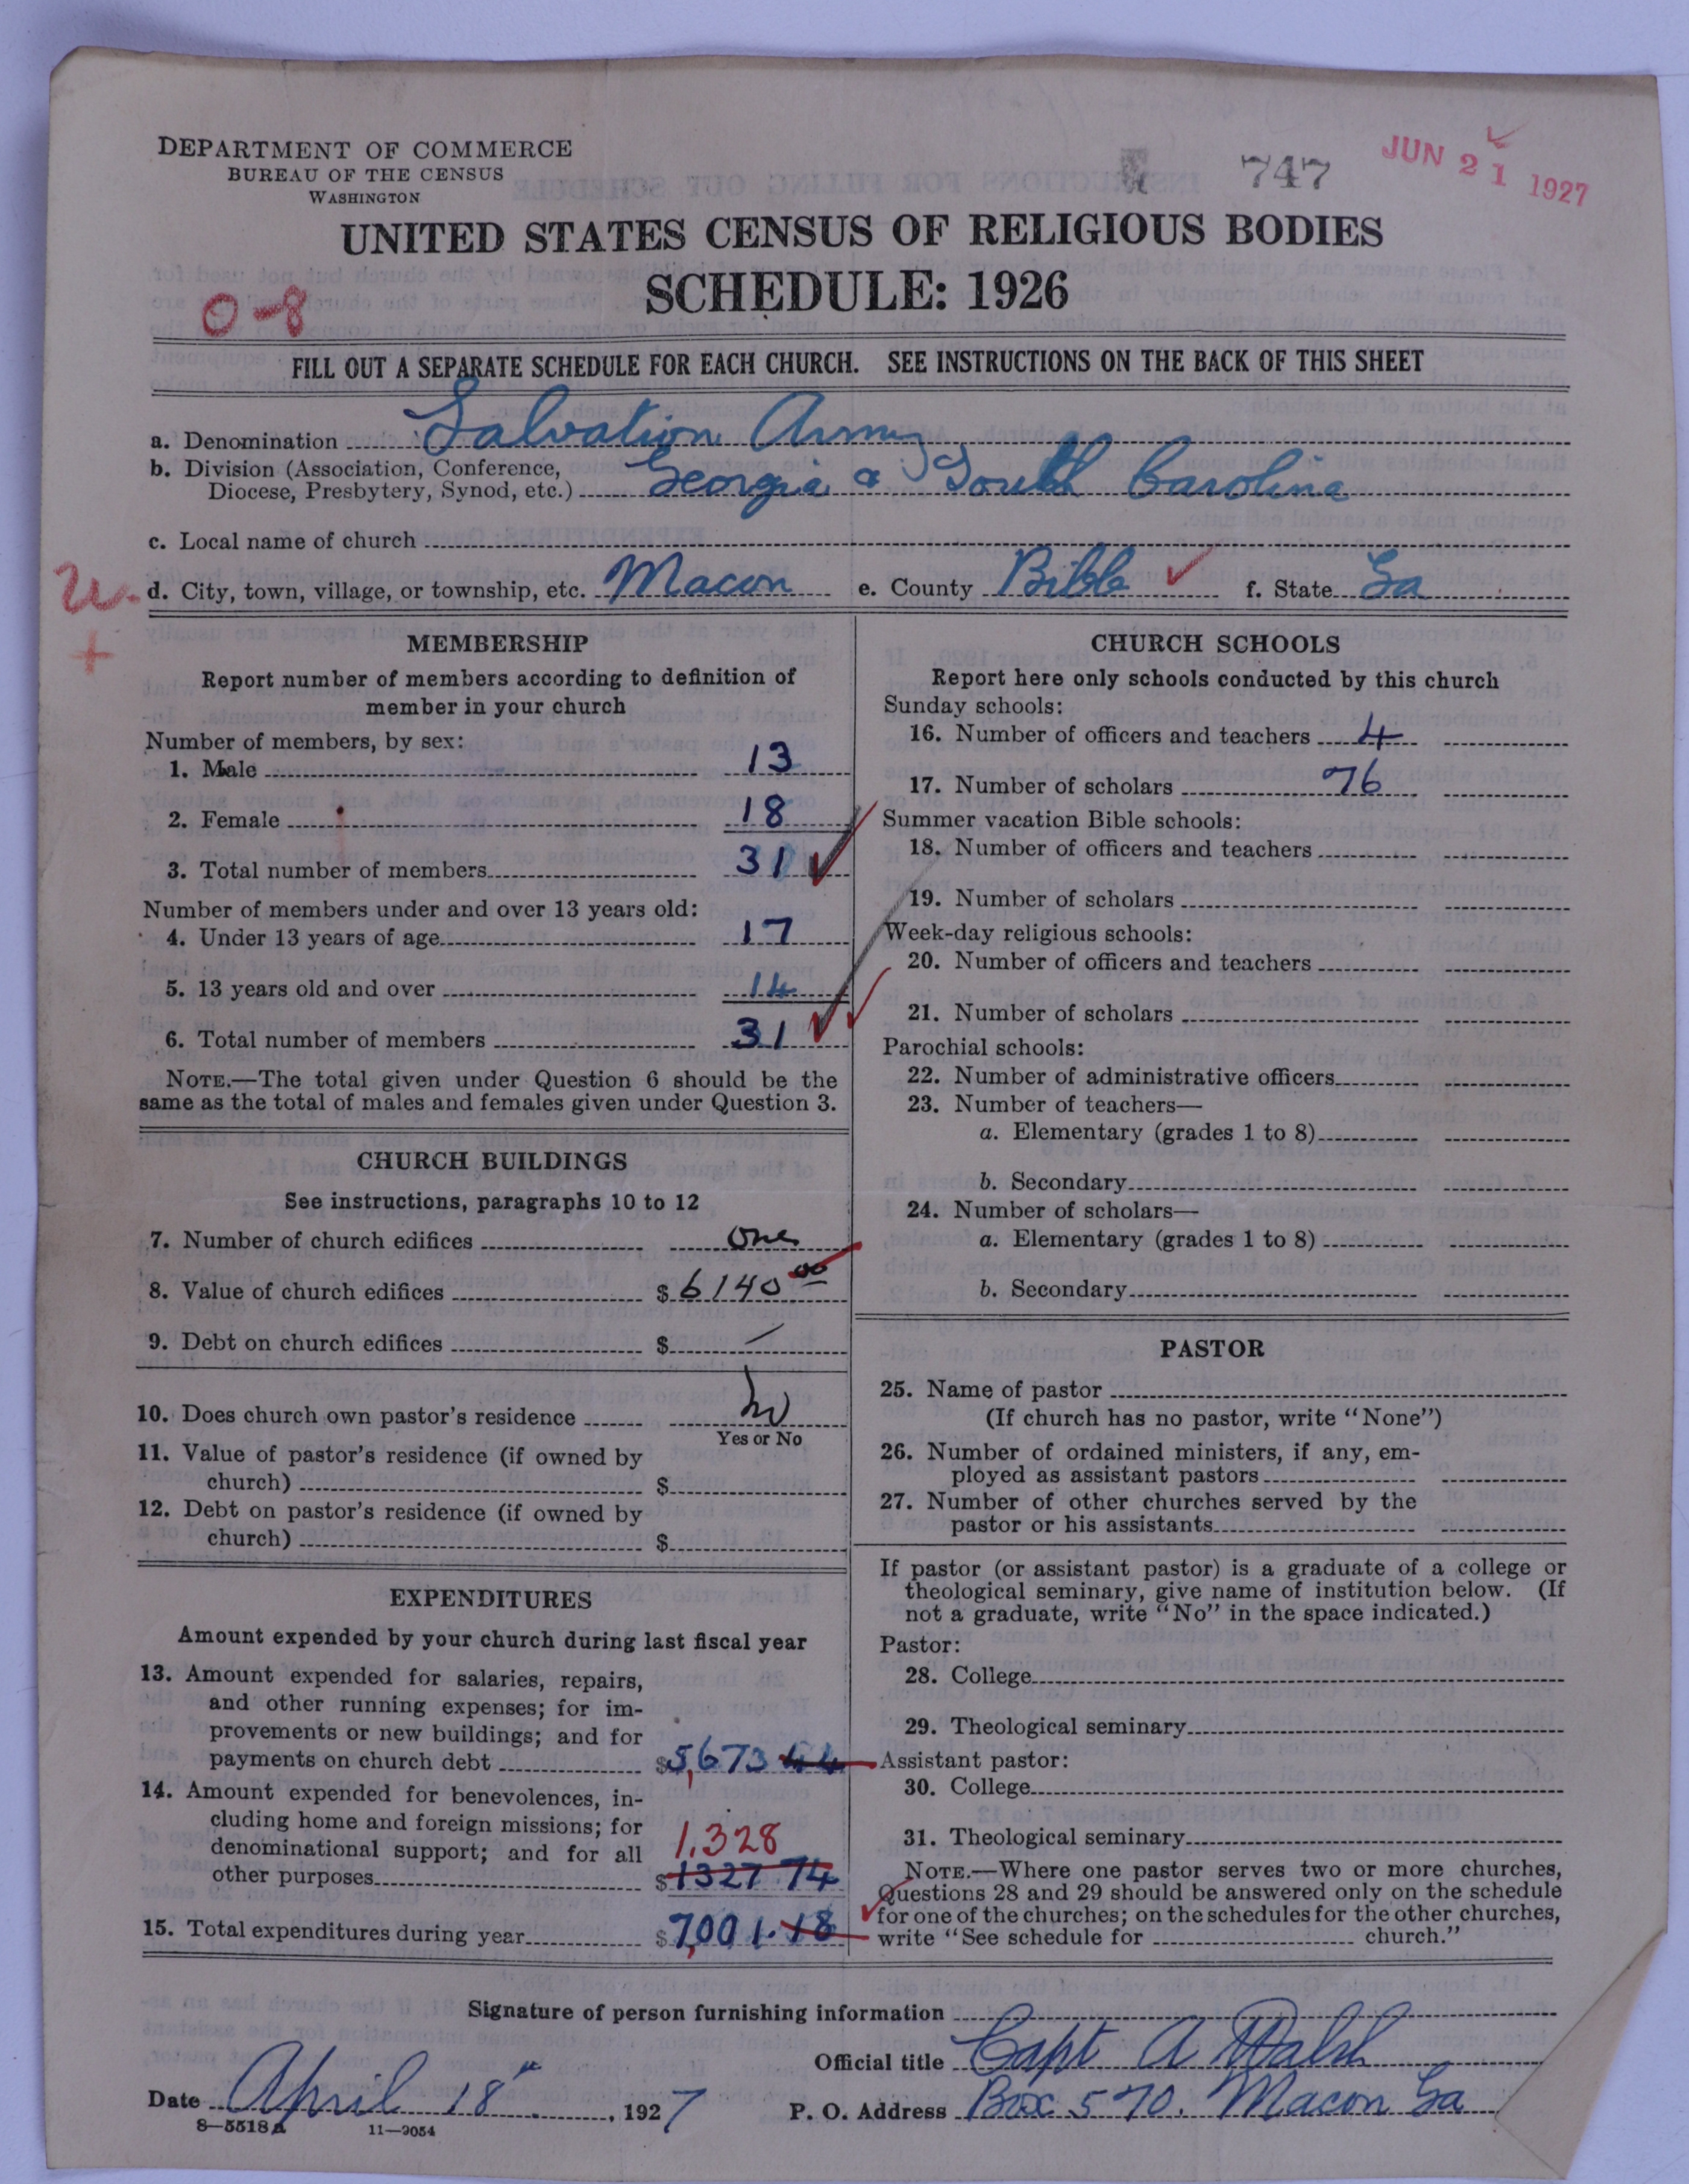 DEPARTMENT OF COMMERCE
BUREAU OF THE CENSUS
WASHINGTON
747
JUN 21 1927
UNITED STATES CENSUS OF RELIGIOUS BODIES
SCHEDULE: 1926
O-8
FILL OUT A SEPARATE SCHEDULE FOR EACH CHURCH. SEE INSTRUCTIONS ON THE BACK OF THIS SHEET
a. Denomination Salvation Army
b. Division (Association, Conference,
Diocese, Presbytery, Synod, etc.) Georgia & South Carolina
c. Local name of church
d. City, town, village, or township, etc. Macon e. County Bibb f. State Ga
MEMBERSHIP
Report number of members according to definition of
member in your church
Number of members, by sex:
1. Male 13
2. Female 18
3. Total number of members 31
Number of members under and over 13 years old:
4. Under 13 years of age 17
5. 13 years old and over 14
6. Total number of members 31
NOTE.—The total given under Question 6 should be the
same as the total of males and females given under Question 3.
CHURCH BUILDINGS
See instructions, paragraphs 10 to 12
7. Number of church edifices one
8. Value of church edifices $ 6140 00
9. Debt on church edifices $ —
10. Does church own pastor's residence No
Yes or No
11. Value of pastor's residence (if owned by
church) $
12. Debt on pastor's residence (if owned by
church) $
EXPENDITURES
Amount expended by your church during last fiscal year
13. Amount expended for salaries, repairs,
and other running expenses; for im-
provements or new buildings; and for
payments on church debt $ 5,673 44
14. Amount expended for benevolences, in-
cluding home and foreign missions; for
denominational support; and for all
1,328
other purposes $ 1327 74
15. Total expenditures during year $ 7,001.18
CHURCH SCHOOLS
Report here only schools conducted by this church
Sunday schools:
16. Number of officers and teachers 4
17. Number of scholars 76
Summer vacation Bible schools:
18. Number of officers and teachers
19. Number of scholars
Week-day religious schools:
20. Number of officers and teachers
21. Number of scholars
Parochial schools:
22. Number of administrative officers
23. Number of teachers—
a. Elementary (grades 1 to 8)
b. Secondary
24. Number of scholars—
a. Elementary (grades 1 to 8)
b. Secondary
PASTOR
25. Name of pastor
(If church has no pastor, write "None")
26. Number of ordained ministers, if any, em-
ployed as assistant pastors
27. Number of other churches served by the
pastor or his assistants
If pastor (or assistant pastor) is a graduate of a college or
theological seminary, give name of institution below. (If
not a graduate, write "No" in the space indicated.)
Pastor:
28. College
29. Theological seminary
Assistant pastor:
30. College
31. Theological seminary
NOTE.—Where one pastor serves two or more churches,
Questions 28 and 29 should be answered only on the schedule
for one of the churches; on the schedules for the other churches,
write "See schedule for church."
Signature of person furnishing information
Official title Capt A Walsh
Date April 18", 1927 P. O. Address Box 570. Macon Ga
8—5518a 11—9054